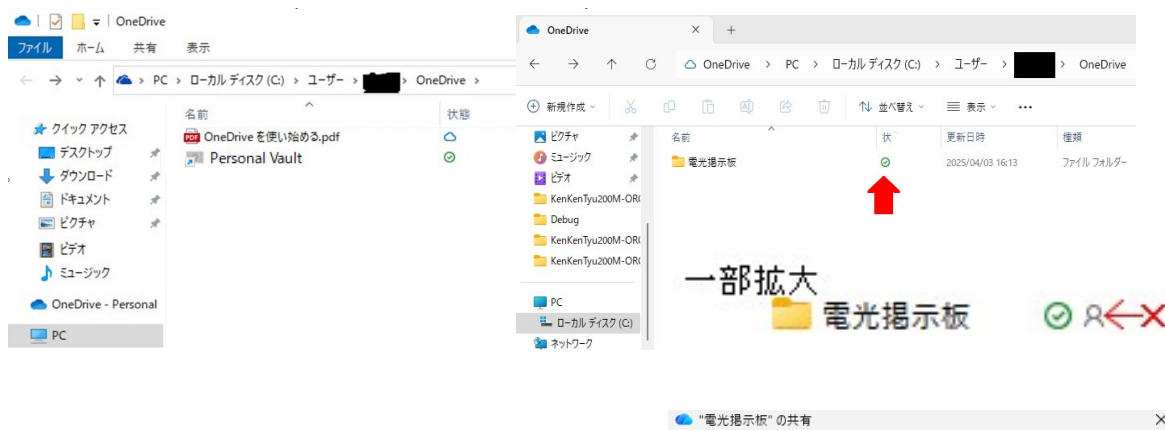 OneDrive
ファイル ホーム 共有 表示
PC > ローカル ディスク (C:) > ユーザー > > OneDrive >
名前 状態
クイック アクセス
OneDrive を使い始める.pdf
デスクトップ
Personal Vault
ダウンロード
ドキュメント
ピクチャ
ビデオ
ミュージック
OneDrive - Personal
PC
OneDrive × +
OneDrive > PC > ローカル ディスク (C:) > ユーザー > > OneDrive
新規作成 並べ替え 表示 •••
ピクチャ
名前 状 更新日時 種類
ミュージック
電光掲示板 2025/04/03 16:13 ファイル フォルダー
ビデオ
KenKenTyu200M-OR
Debug
KenKenTyu200M-OR
KenKenTyu200M-OR
PC
ローカル ディスク (C:)
ネットワーク
一部拡大
電光掲示板
"電光掲示板" の共有 ×